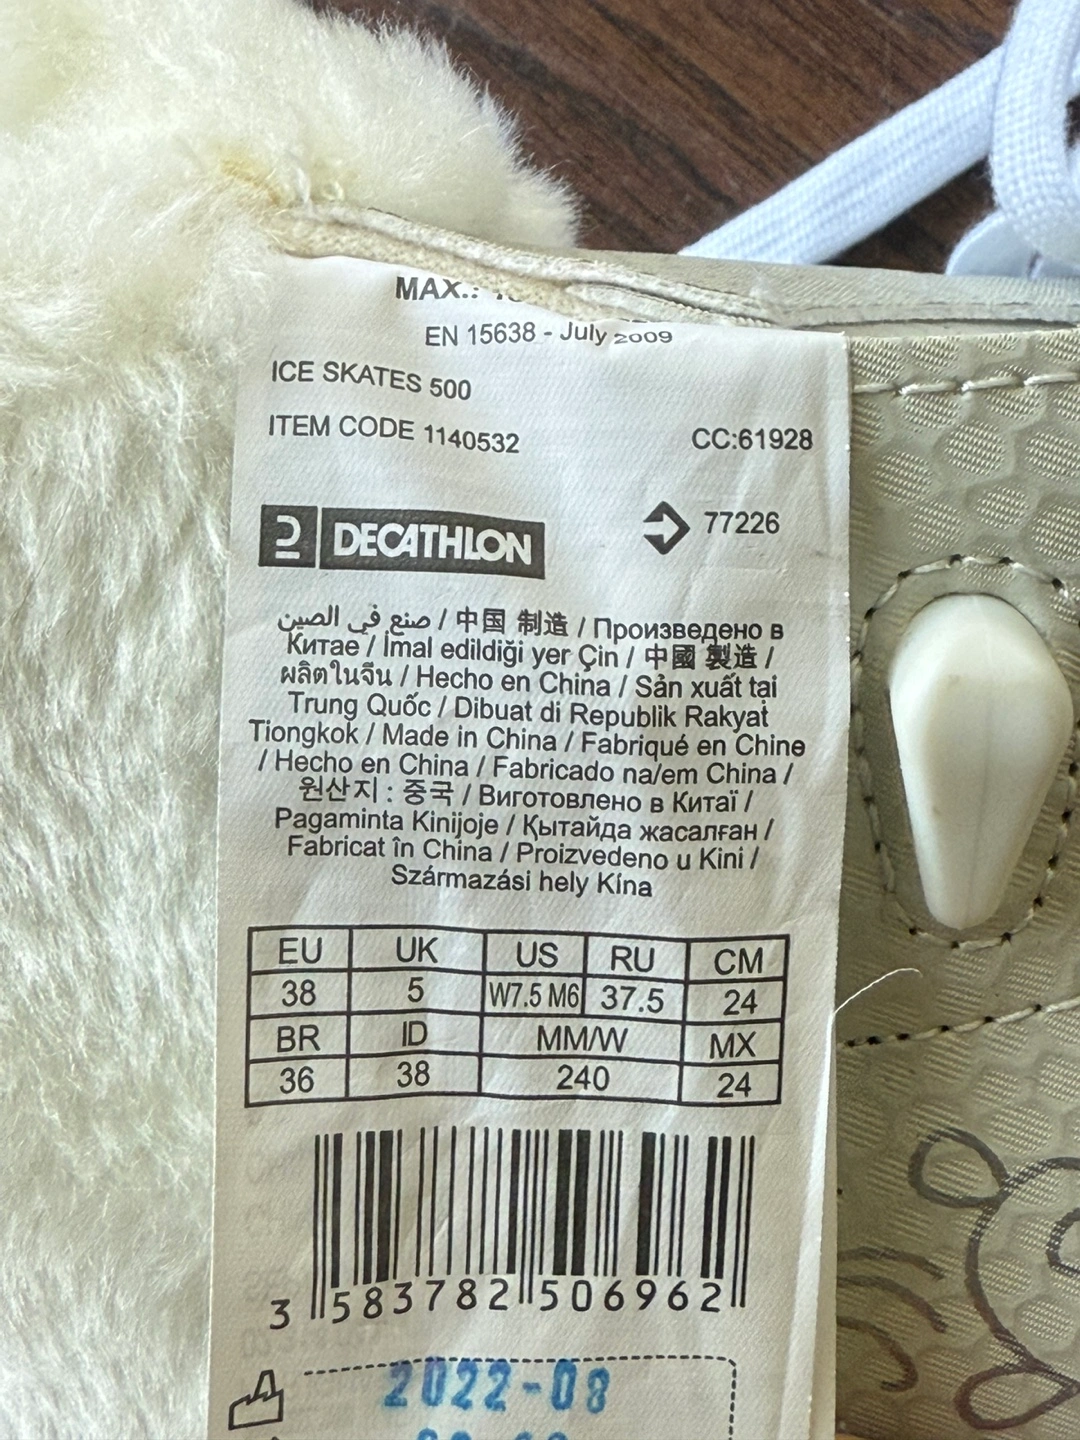 MAX.:
EN 15638 - July 2009
ICE SKATES 500
ITEM CODE 1140532
CC:61928
DECATHLON
77226
صنع في الصين / 中国 制造 / Произведено в
Китае / İmal edildiği yer Çin / 中國 製造 /
ผลิตในจีน / Hecho en China / Sản xuất tại
Trung Quốc / Dibuat di Republik Rakyat
Tiongkok / Made in China / Fabriqué en Chine
/ Hecho en China / Fabricado na/em China /
원산지 : 중국 / Виготовлено в Китаї /
Pagaminta Kinijoje / Қытайда жасалған /
Fabricat în China / Proizvedeno u Kini /
Származási hely Kína
EU UK US RU CM
38 5 W7.5 M6 37.5 24
BR ID MM/W MX
36 38 240 24
3 583782 506962
2022-08